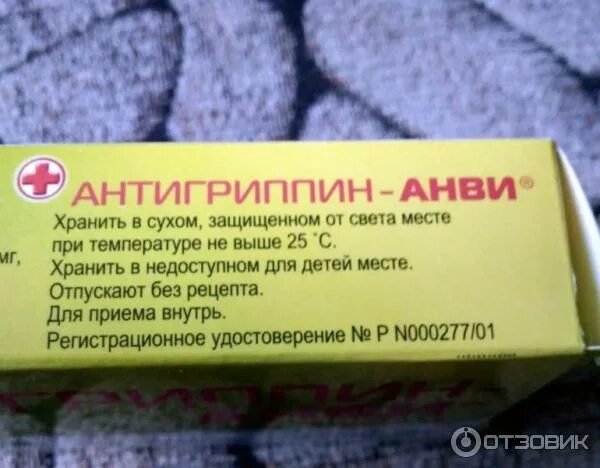 АНТИГРИППИН-АНВИ®
Хранить в сухом, защищенном от света месте
при температуре не выше 25 °С.
мг,
Хранить в недоступном для детей месте.
Отпускают без рецепта.
Для приема внутрь.
Регистрационное удостоверение № Р N000277/01
ОТЗОВИК